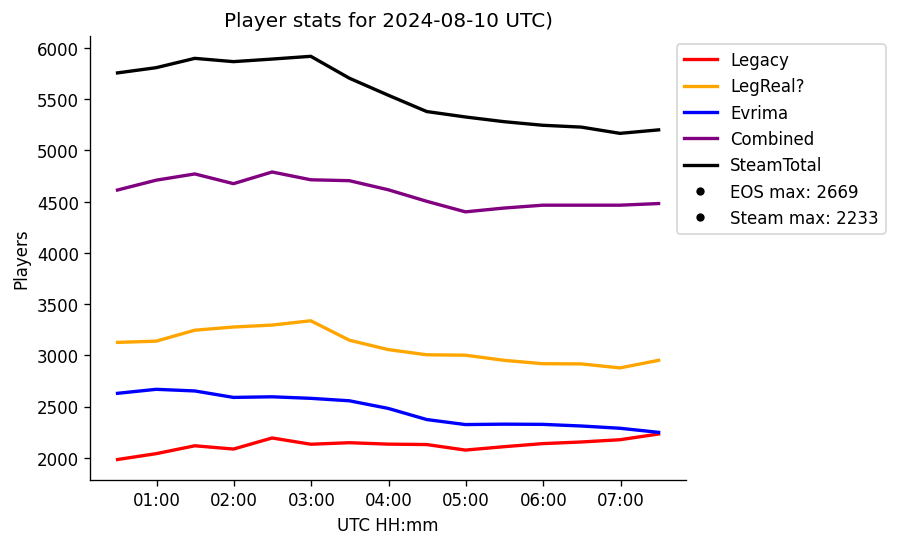 Player stats for 2024-08-10 UTC)
6000
5500
5000
4500
4000
3500
3000
2500
2000
Players
01:00 02:00 03:00 04:00 05:00 06:00 07:00
UTC HH:mm
Legacy
LegReal?
Evrima
Combined
SteamTotal
EOS max: 2669
Steam max: 2233